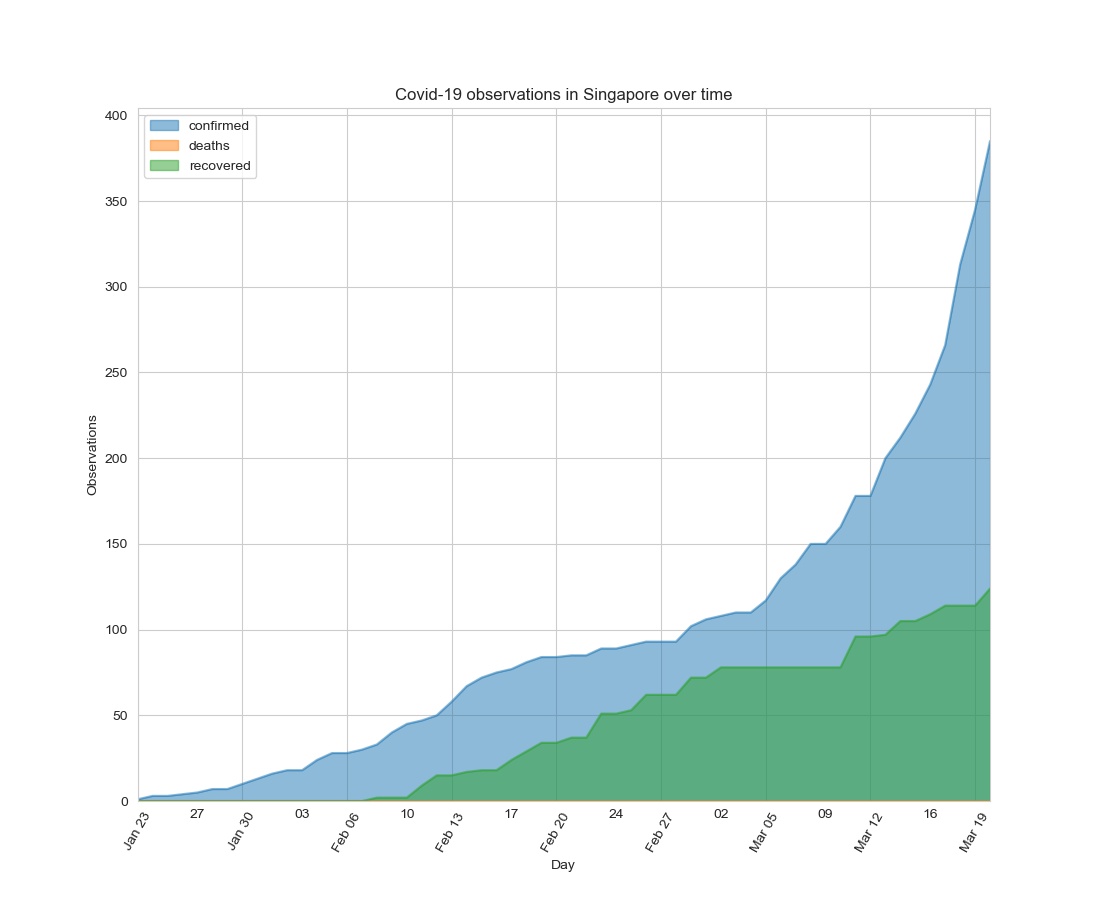 Covid-19 observations in Singapore over time
confirmed
deaths
recovered
400
350
300
250
200
150
100
50
0
Observations
Jan 23
27
Jan 30
03
Feb 06
10
Feb 13
17
Feb 20
24
Feb 27
02
Mar 05
09
Mar 12
16
Mar 19
Day